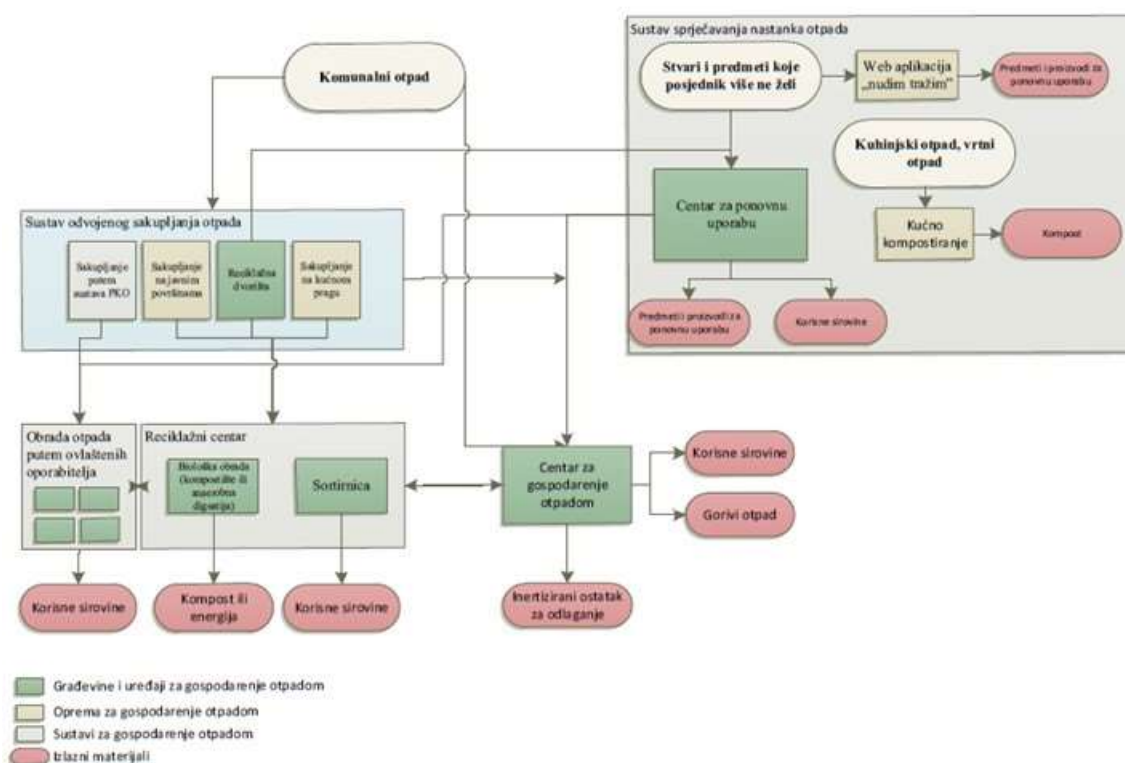 Sustav sprječavanja nastanka otpada
Komunalni otpad
Stvari i predmeti koje
posjednik više ne želi
Web aplikacija
„nudim tražim”
Predmeti i proizvodi za
ponovnu uporabu
Kuhinjski otpad, vrtni
otpad
Centar za ponovnu
uporabu
Kućno
kompostiranje
Kompost
Predmeti i proizvodi za
ponovnu uporabu
Korisne sirovine
Sustav odvojenog sakupljanja otpada
Sakupljanje
putem
sustava PKO
Sakupljanje
na javnim
površinama
Reciklažna
dvorišta
Sakupljanje
na kućnom
pragu
Obrada otpada
putem ovlaštenih
oporabitelja
Reciklažni centar
Biološka obrada
(kompostište ili
anaerobna
digestija)
Sortirnica
Centar za
gospodarenje
otpadom
Korisne sirovine
Gorivi otpad
Korisne sirovine
Kompost ili
energija
Korisne sirovine
Inertizirani ostatak
za odlaganje
Građevine i uređaji za gospodarenje otpadom
Oprema za gospodarenje otpadom
Sustavi za gospodarenje otpadom
Izlazni materijali